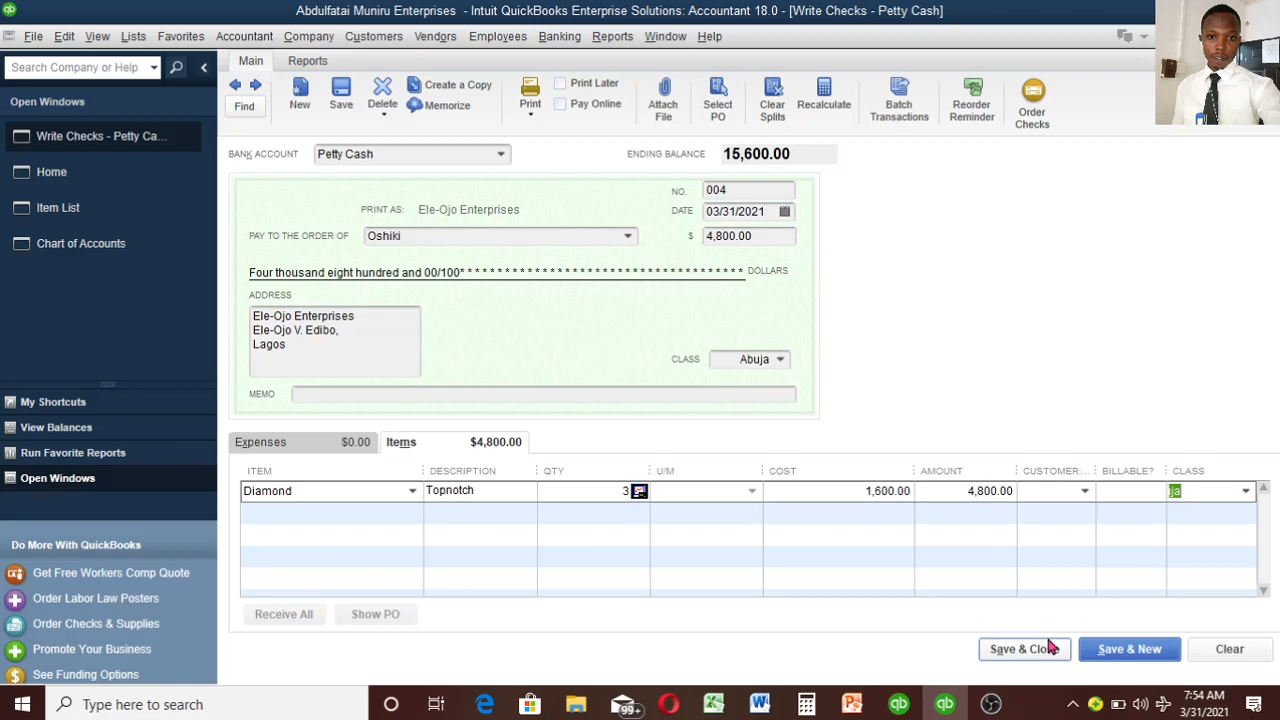 Abdulfatai Muniru Enterprises - Intuit QuickBooks Enterprise Solutions: Accountant 18.0 - [Write Checks - Petty Cash]
File Edit View Lists Favorites Accountant Company Customers Vendors Employees Banking Reports Window Help
Search Company or Help
Open Windows
Write Checks - Petty Ca...
Home
Item List
Chart of Accounts
My Shortcuts
View Balances
Run Favorite Reports
Open Windows
Do More With QuickBooks
Get Free Workers Comp Quote
Order Labor Law Posters
Order Checks & Supplies
Promote Your Business
See Funding Options
Main Reports
Find
New
Save
Delete
Create a Copy
Memorize
Print
Print Later
Pay Online
Attach File
Select PO
Clear Splits
Recalculate
Batch Transactions
Reorder Reminder
Order Checks
BANK ACCOUNT Petty Cash ENDING BALANCE 15,600.00
NO. 004
PRINT AS: Ele-Ojo Enterprises DATE 03/31/2021
PAY TO THE ORDER OF Oshiki $ 4,800.00
Four thousand eight hundred and 00/100* * * * * * * * * * * * * * * * * * * * * * * * * * * * * * * * * * * * * * DOLLARS
ADDRESS
Ele-Ojo Enterprises
Ele-Ojo V. Edibo,
Lagos
CLASS Abuja
MEMO
Expenses $0.00 Items $4,800.00
ITEM DESCRIPTION QTY U/M COST AMOUNT CUSTOMER:... BILLABLE? CLASS
Diamond Topnotch 3 1,600.00 4,800.00 ja
Receive All Show PO
Save & Close Save & New Clear
Type here to search
99+
7:54 AM
3/31/2021